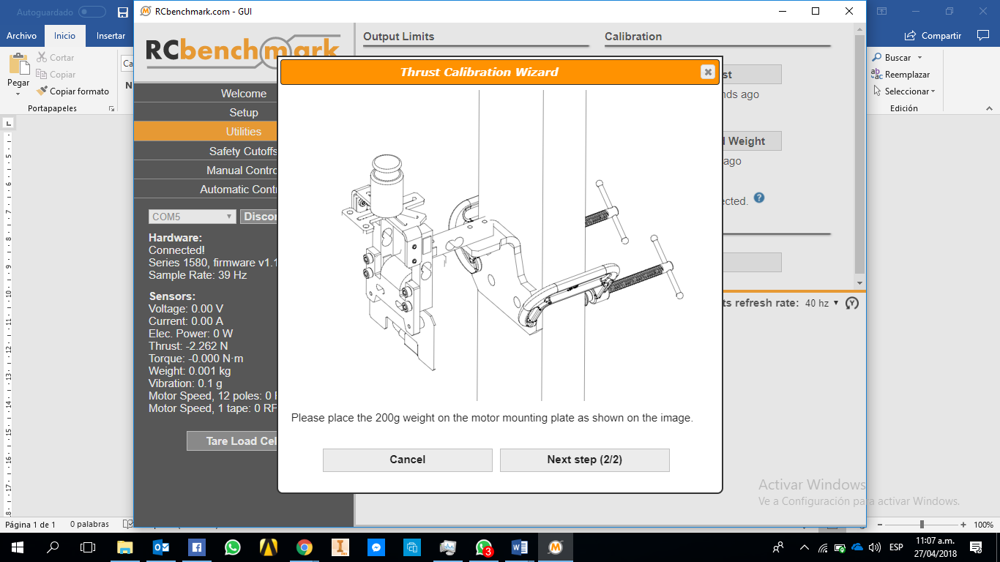 Autoguardado
RCbenchmark.com - GUI
Archivo
Inicio
Insertar
Compartir
Cortar
Copiar
Copiar formato
Pegar
Portapapeles
Ca
N
Buscar
Reemplazar
Seleccionar
Edición
RCbenchmark
Output Limits
Calibration
Thrust Calibration Wizard
st
nds ago
l Weight
ago
cted.
Welcome
Setup
Utilities
Safety Cutoffs
Manual Contro
Automatic Contr
COM5
Discon
Hardware:
Connected!
Series 1580, firmware v1.1
Sample Rate: 39 Hz
Sensors:
Voltage: 0.00 V
Current: 0.00 A
Elec. Power: 0 W
Thrust: -2.262 N
Torque: -0.000 N·m
Weight: 0.001 kg
Vibration: 0.1 g
Motor Speed, 12 poles: 0 R
Motor Speed, 1 tape: 0 RP
Tare Load Cel
ts refresh rate: 40 hz
Please place the 200g weight on the motor mounting plate as shown on the image.
Cancel
Next step (2/2)
Activar Windows
Ve a Configuración para activar Windows.
Página 1 de 1
0 palabras
100%
3
ESP
11:07 a.m.
27/04/2018